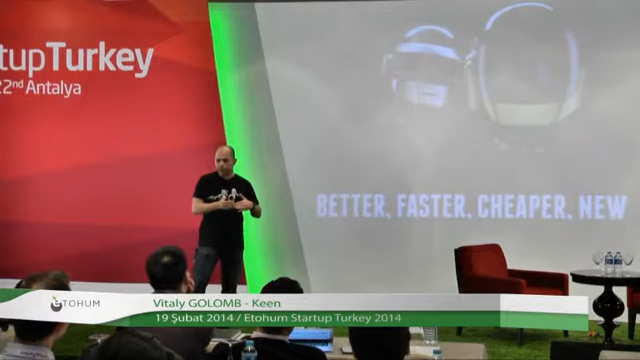 tupTurkey
22nd Antalya
BETTER, FASTER, CHEAPER, NEW
eTOHUM
Vitaly GOLOMB - Keen
19 Şubat 2014 / Etohum Startup Turkey 2014